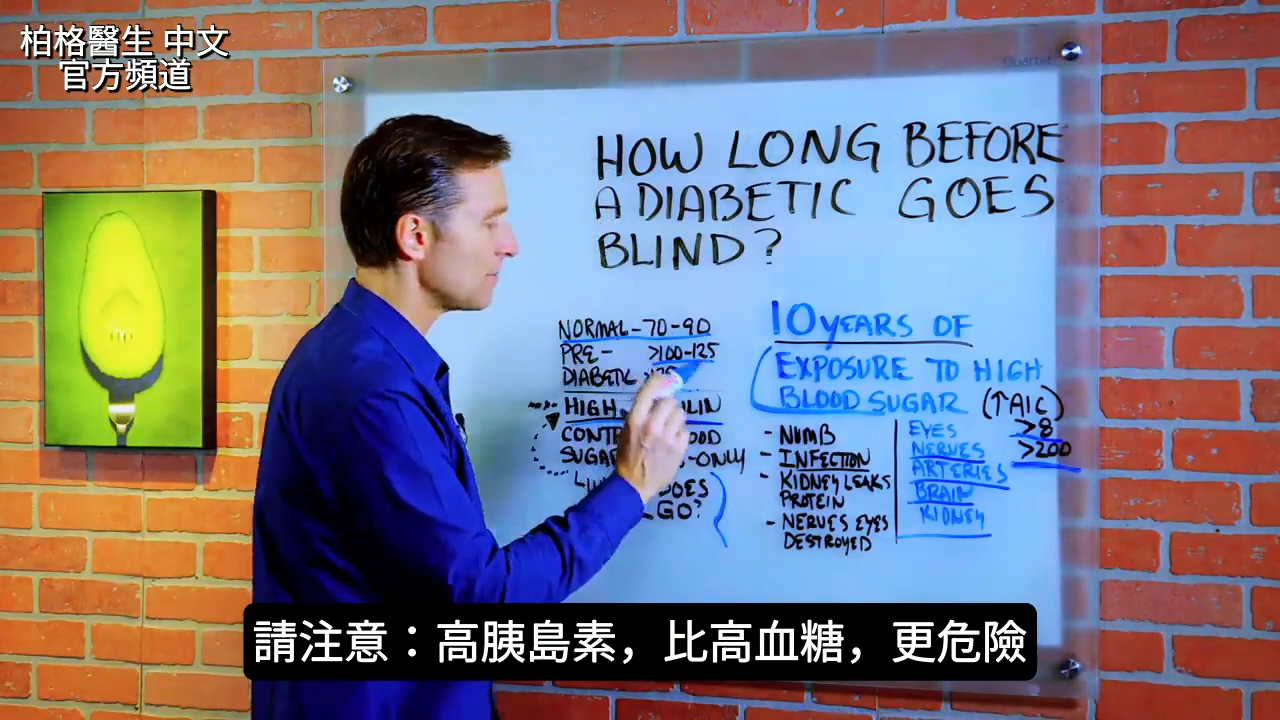 柏格醫生 中文
官方頻道
Quartet
HOW LONG BEFORE
A DIABETIC GOES
BLIND?
NORMAL-70-90
PRE- >100-125
DIABETIC
HIGH
SUGAR -ONLY
GO?
10 YEARS OF
EXPOSURE TO HIGH
BLOOD SUGAR (↑A1C)
>8
>200
- NUMB
- INFECTION
- KIDNEY LEAKS
PROTEIN
- NERVES EYES
DESTROYED
EYES
NERVES
ARTERIES
BRAIN
KIDNEY
請注意：高胰島素，比高血糖，更危險